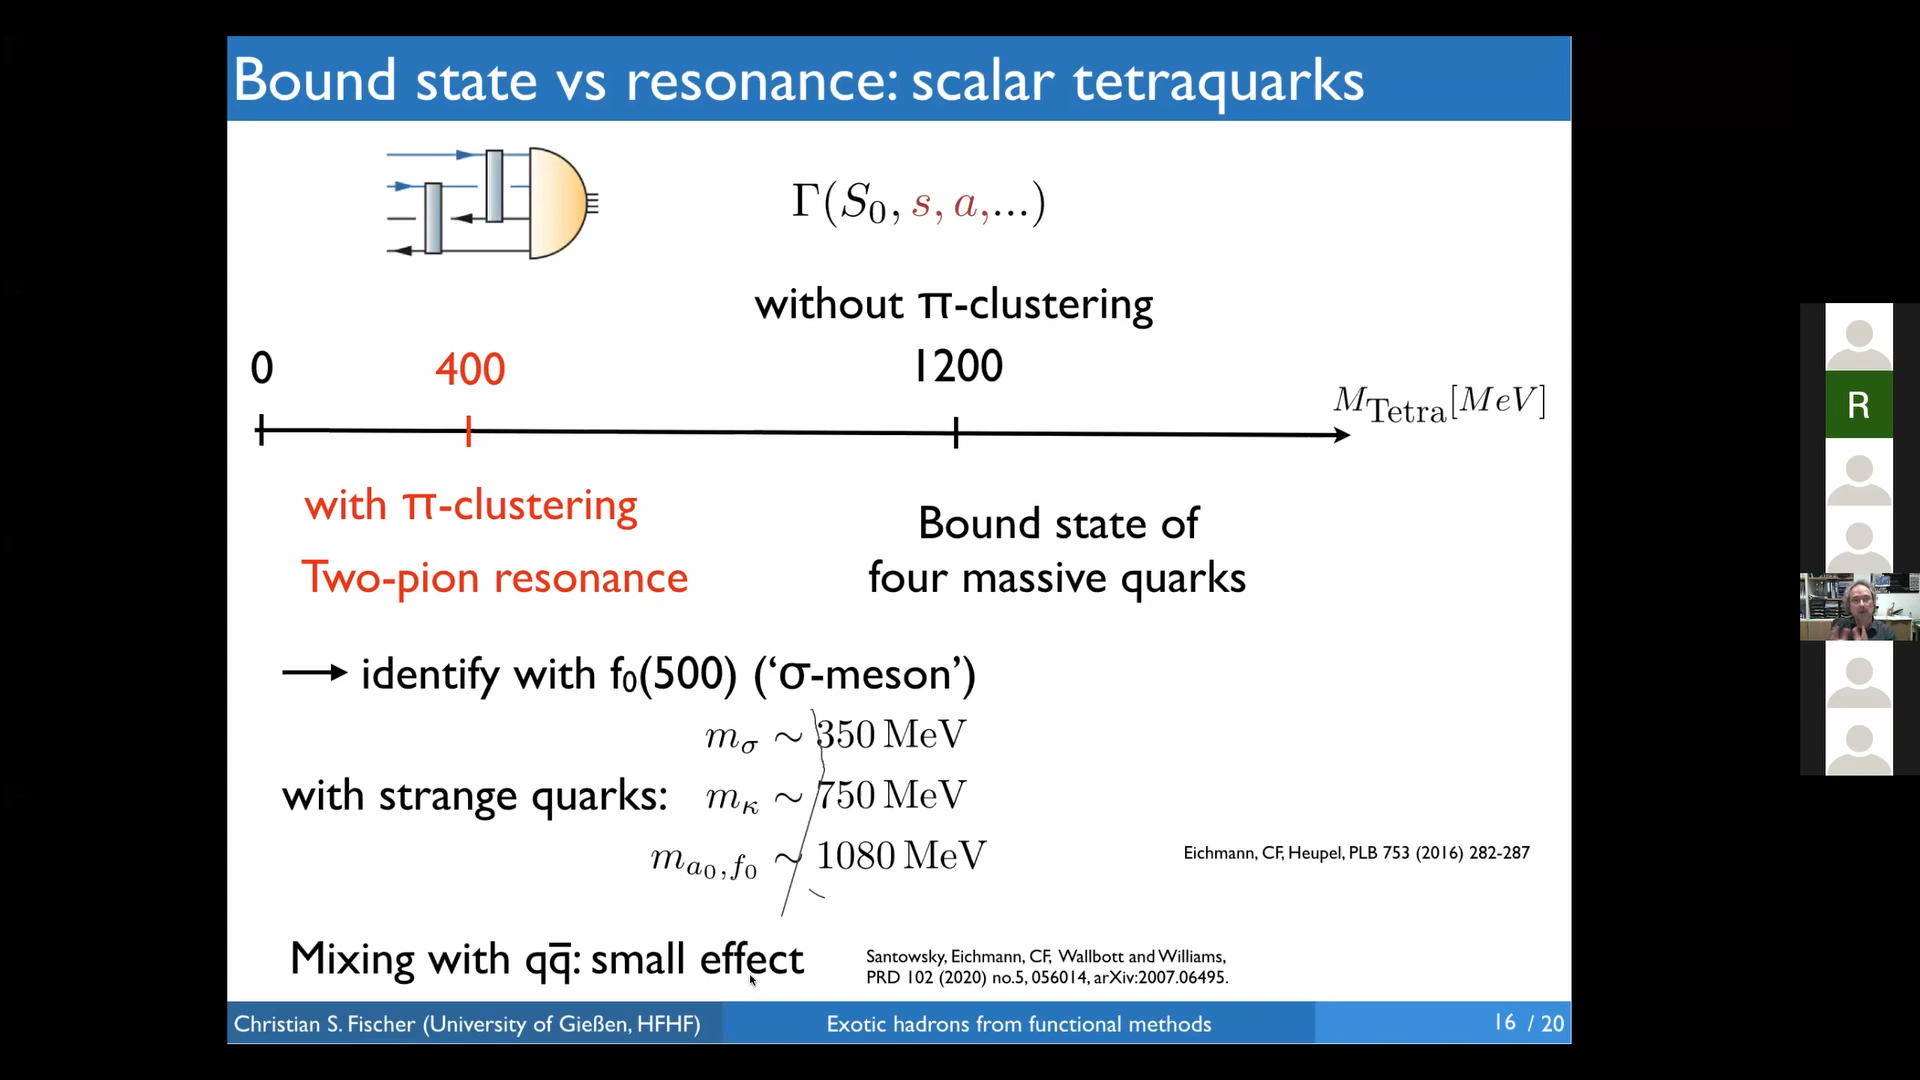 Bound state vs resonance: scalar tetraquarks
Γ(S₀, s, a,...)
without π-clustering
0
400
1200
M_Tetra[MeV]
with π-clustering
Bound state of
four massive quarks
Two-pion resonance
→ identify with f₀(500) (‘σ-meson’)
m_σ ~ 350 MeV
with strange quarks: m_κ ~ 750 MeV
m_a₀,f₀ ~ 1080 MeV
Eichmann, CF, Heupel, PLB 753 (2016) 282-287
Mixing with qq̅: small effect
Santowsky, Eichmann, CF, Wallbott and Williams,
PRD 102 (2020) no.5, 056014, arXiv:2007.06495.
Christian S. Fischer (University of Gießen, HFHF)
Exotic hadrons from functional methods
16 / 20
R